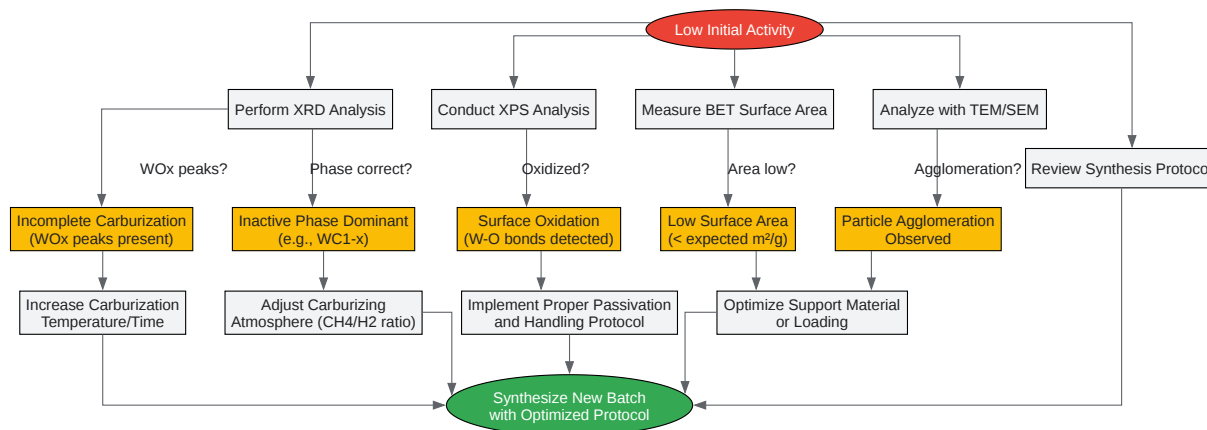 Low Initial Activity
Perform XRD Analysis
Conduct XPS Analysis
Measure BET Surface Area
Analyze with TEM/SEM
WOx peaks?
Phase correct?
Oxidized?
Area low?
Agglomeration?
Review Synthesis Protocol
Incomplete Carburization
(WOx peaks present)
Inactive Phase Dominant
(e.g., WC1-x)
Surface Oxidation
(W-O bonds detected)
Low Surface Area
(< expected m²/g)
Particle Agglomeration
Observed
Increase Carburization
Temperature/Time
Adjust Carburizing
Atmosphere (CH4/H2 ratio)
Implement Proper Passivation
and Handling Protocol
Optimize Support Material
or Loading
Synthesize New Batch
with Optimized Protocol